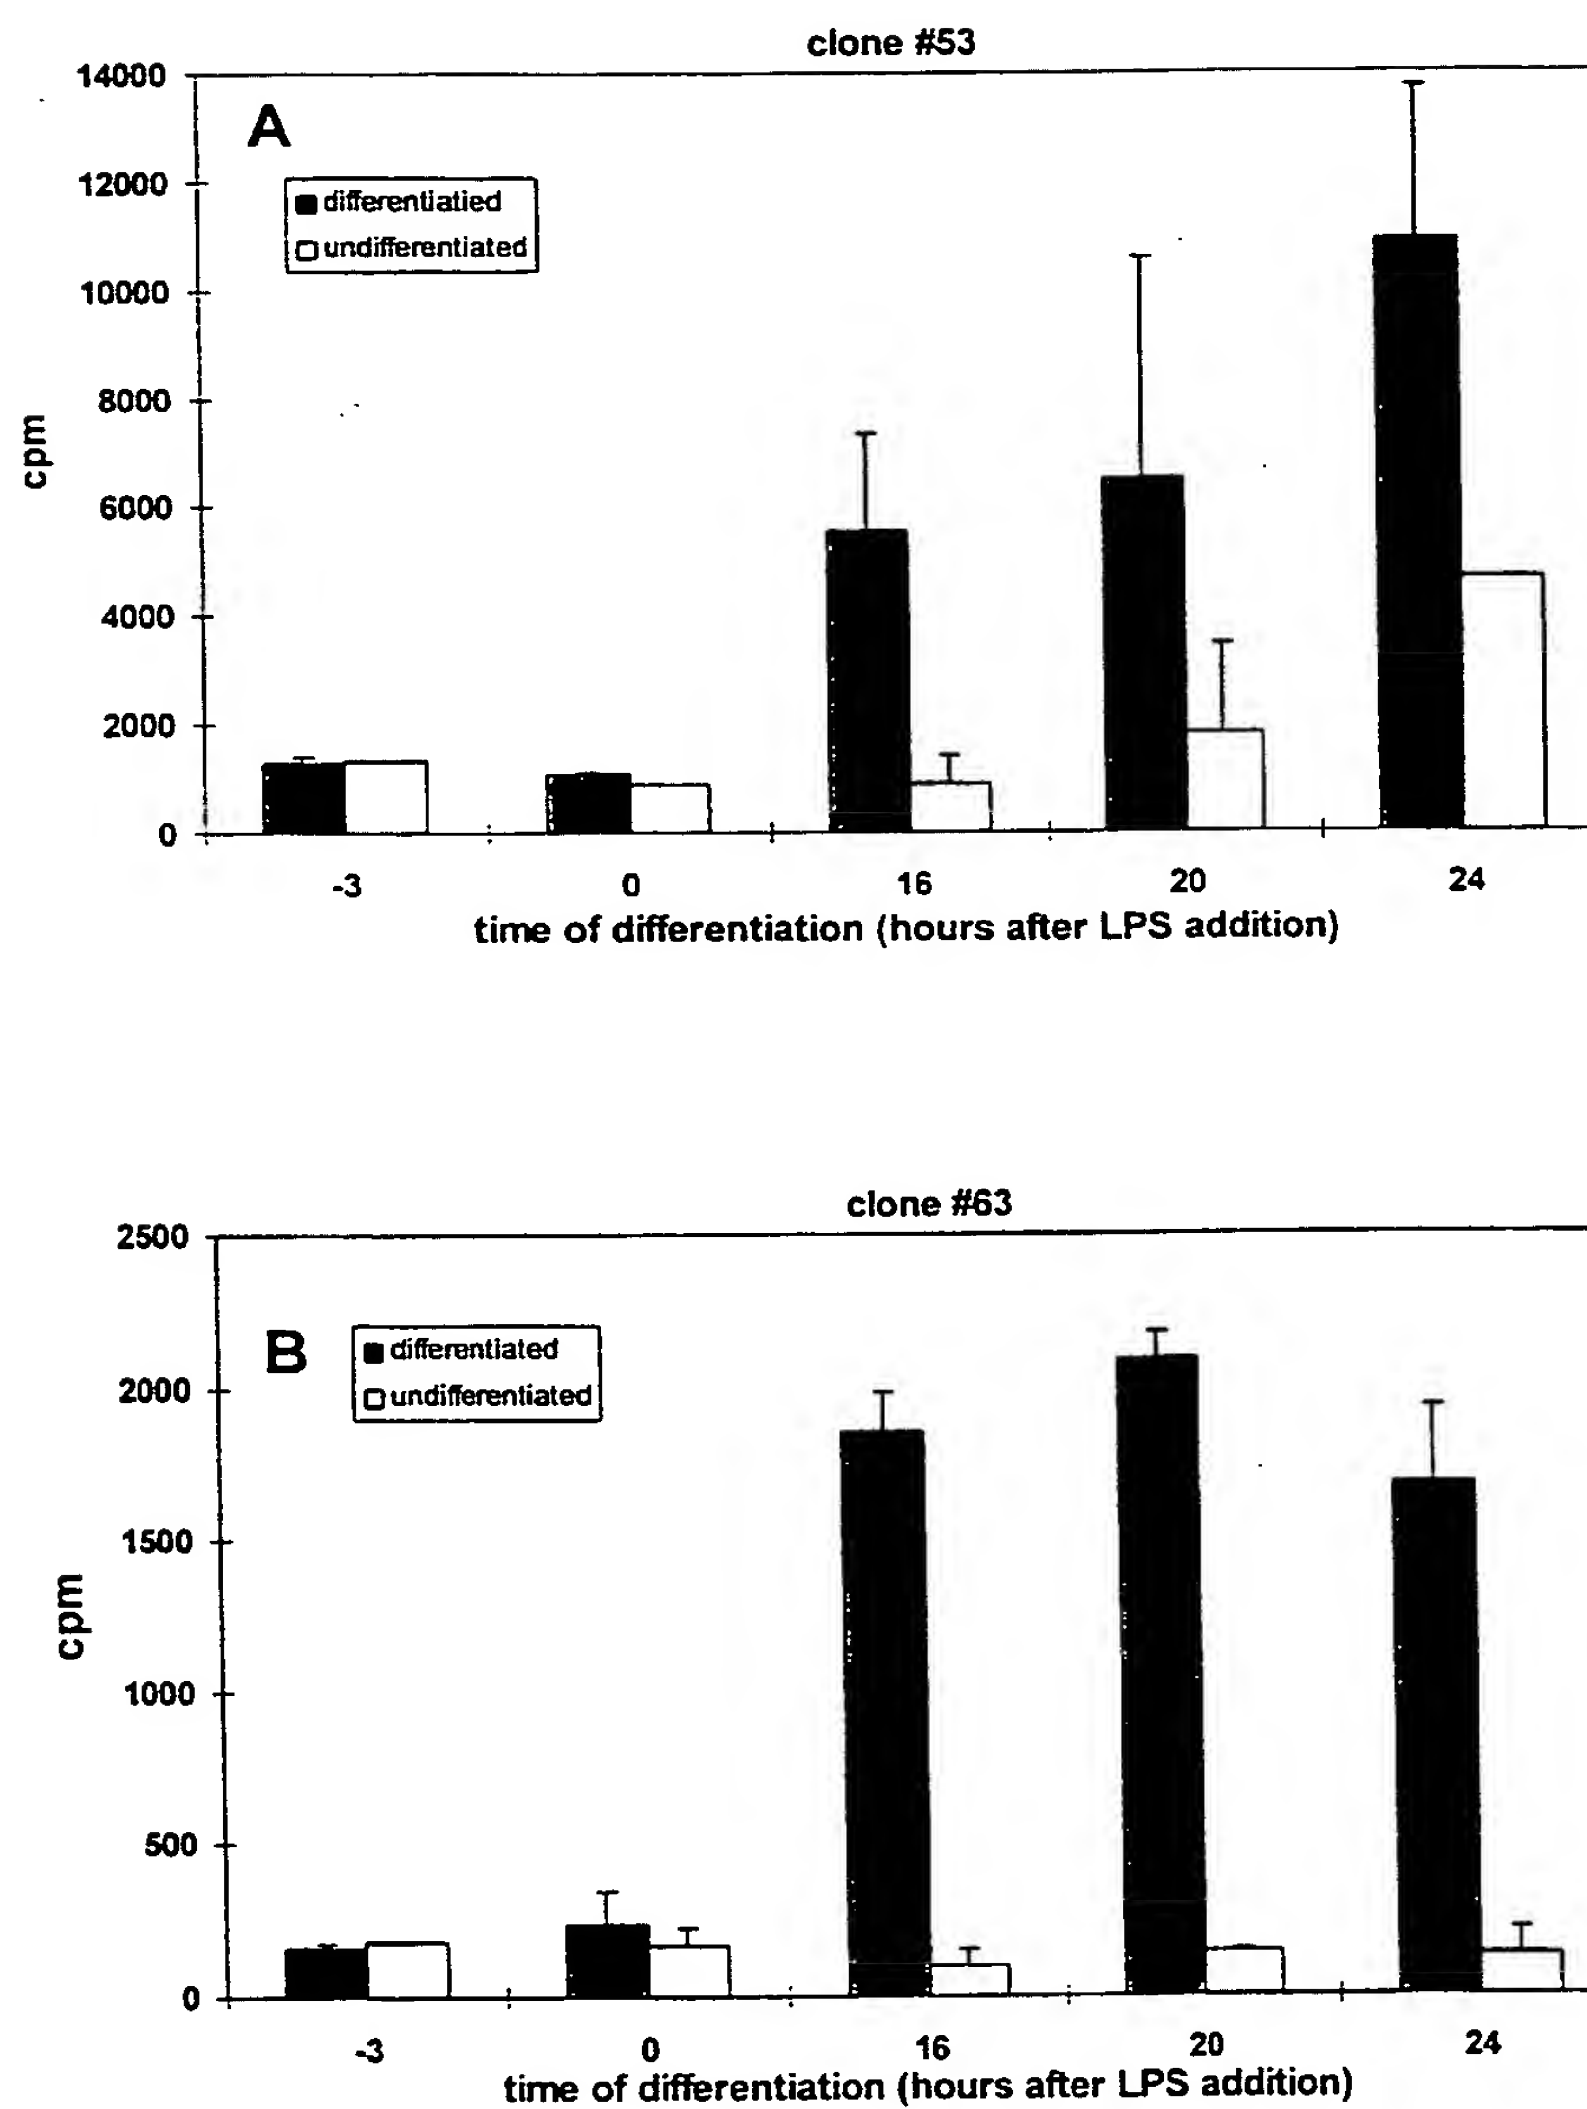 clone #53
14000
A
12000
differentiatied
undifferentiated
10000
8000
cpm
6000
4000
2000
0
-3 0 16 20 24
time of differentiation (hours after LPS addition)
clone #63
2500
B
differentiated
2000
undifferentiated
1500
cpm
1000
500
0
-3 0 16 20 24
time of differentiation (hours after LPS addition)